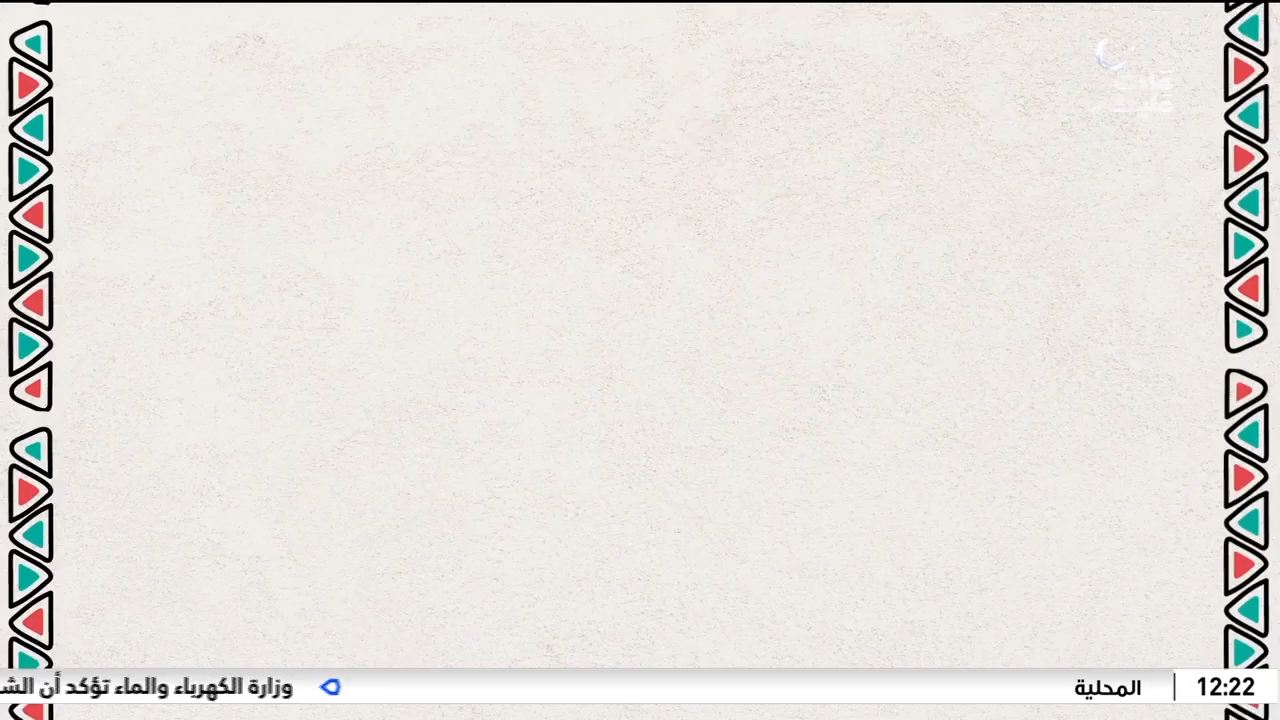 12:22 المحلية وزارة الكهرباء والماء تؤكد أن